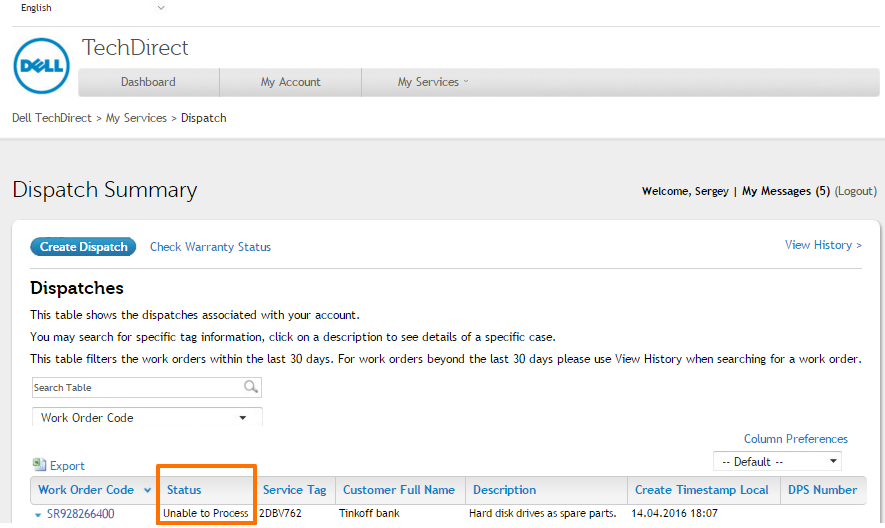 English
DELL
TechDirect
Dashboard My Account My Services
Dell TechDirect > My Services > Dispatch
Dispatch Summary
Welcome, Sergey | My Messages (5) (Logout)
Create Dispatch Check Warranty Status View History >
Dispatches
This table shows the dispatches associated with your account.
You may search for specific tag information, click on a description to see details of a specific case.
This table filters the work orders within the last 30 days. For work orders beyond the last 30 days please use View History when searching for a work order.
Search Table
Work Order Code
Column Preferences
Export -- Default --
Work Order Code Status Service Tag Customer Full Name Description Create Timestamp Local DPS Number
SR928266400 Unable to Process 2DBV762 Tinkoff bank Hard disk drives as spare parts. 14.04.2016 18:07